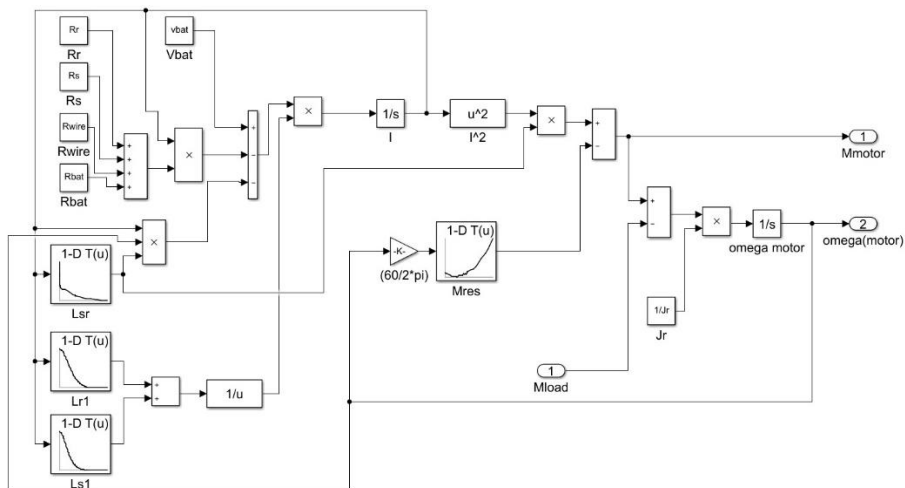 Rr
Rr
Rs
Rs
Rwire
Rwire
Rbat
Rbat
vbat
Vbat
+
+
+
+
×
+
−
−
×
1/s
I
u^2
I^2
×
+
−
1
Mmotor
×
1-D T(u)
Lsr
1-D T(u)
Lr1
1-D T(u)
Ls1
+
+
1/u
-K-
(60/2*pi)
1-D T(u)
Mres
+
−
×
1/s
omega motor
2
omega(motor)
1/Jr
Jr
1
Mload